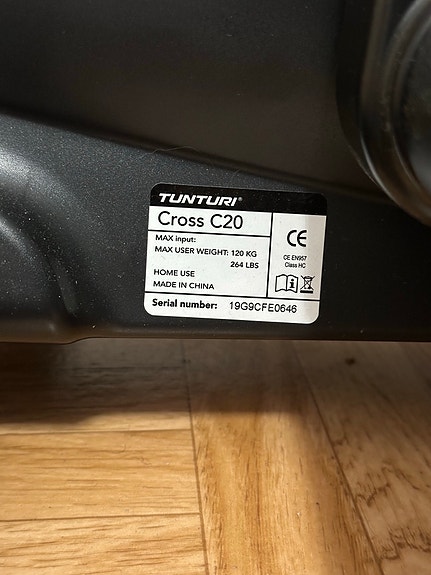 TUNTURI®
Cross C20
MAX input:
MAX USER WEIGHT: 120 KG
264 LBS
HOME USE
MADE IN CHINA
CE
CE EN957
Class HC
Serial number: 19G9CFE0646